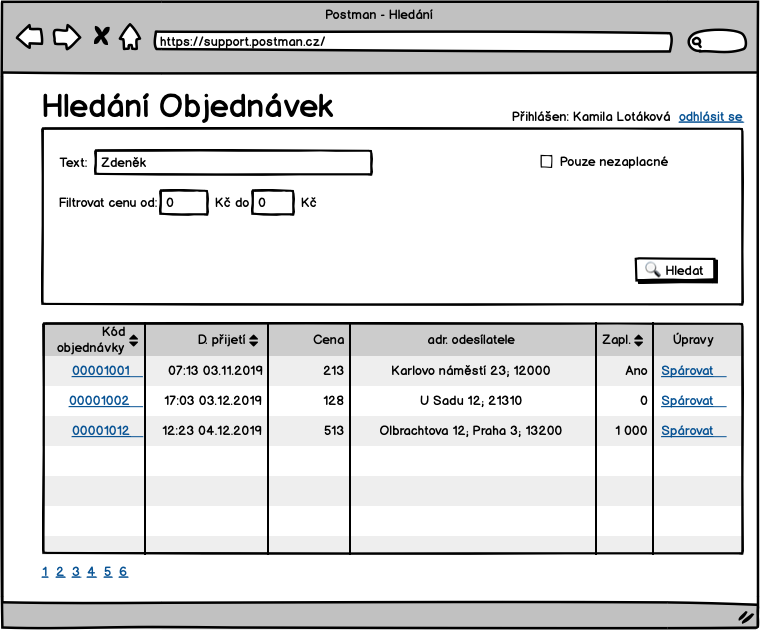 Postman - Hledání
https://support.postman.cz/
Hledání Objednávek
Přihlášen: Kamila Lotáková odhlásit se
Text: Zdeněk
Pouze nezaplacné
Filtrovat cenu od: 0 Kč do 0 Kč
Hledat
Kód objednávky D. přijetí Cena adr. odesílatele Zapl. Úpravy
00001001 07:13 03.11.2019 213 Karlovo náměstí 23; 12000 Ano Spárovat
00001002 17:03 03.12.2019 128 U Sadu 12; 21310 0 Spárovat
00001012 12:23 04.12.2019 513 Olbrachtova 12; Praha 3; 13200 1 000 Spárovat
1 2 3 4 5 6